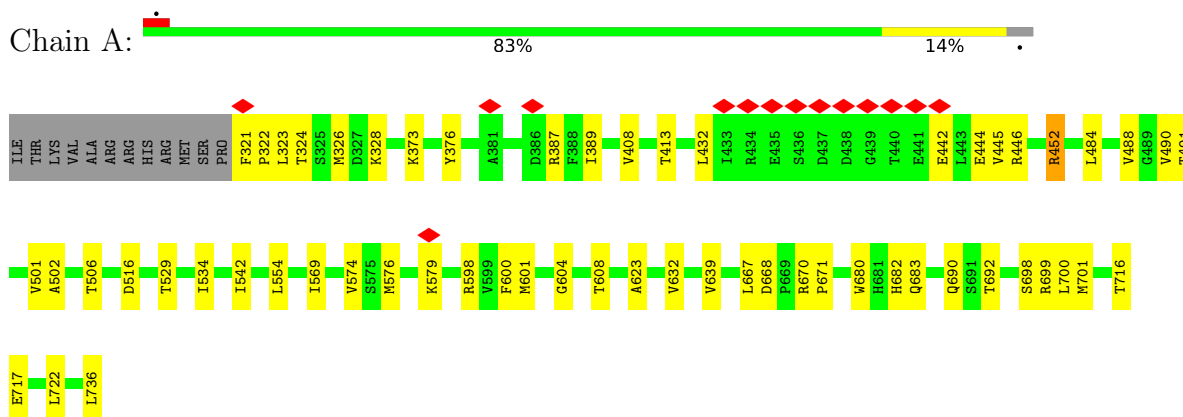 Chain A:
83% 14%
ILE THR LYS VAL ALA ARG ARG HIS ARG MET SER PRO F321 P322 L323 T324 S325 M326 D327 K328 K373 Y376 A381 D386 R387 F388 I389 V408 T413 L432 I433 R434 E435 S436 D437 D438 G439 T440 E441 E442 L443 E444 V445 R446 R452 L484 V488 G489 V490 T491
V501 A502 T506 D516 T529 I534 I542 L554 I569 V574 S575 M576 K579 R598 V599 F600 M601 G604 T608 A623 V632 V639 L667 D668 P669 R670 P671 W680 H681 H682 Q683 Q690 S691 T692 S698 R699 L700 M701 T716
E717 L722 L736